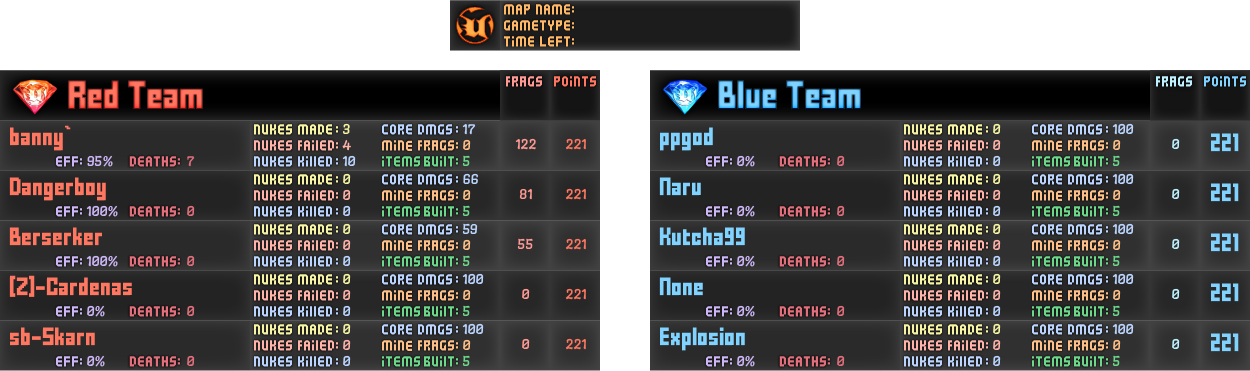 MAP NAME:
GAMETYPE:
TIME LEFT:
Red Team FRAGS POINTS
banny` NUKES MADE: 3 CORE DMGS: 17
NUKES FAILED: 4 MINE FRAGS: 0 122 221
EFF: 95% DEATHS: 7 NUKES KILLED: 10 ITEMS BUILT: 5
Dangerboy NUKES MADE: 0 CORE DMGS: 66
NUKES FAILED: 0 MINE FRAGS: 0 81 221
EFF: 100% DEATHS: 0 NUKES KILLED: 0 ITEMS BUILT: 5
Berserker NUKES MADE: 0 CORE DMGS: 59
NUKES FAILED: 0 MINE FRAGS: 0 55 221
EFF: 100% DEATHS: 0 NUKES KILLED: 0 ITEMS BUILT: 5
[Z]-Cardenas NUKES MADE: 0 CORE DMGS: 100
NUKES FAILED: 0 MINE FRAGS: 0 0 221
EFF: 0% DEATHS: 0 NUKES KILLED: 0 ITEMS BUILT: 5
sb-Skarn NUKES MADE: 0 CORE DMGS: 100
NUKES FAILED: 0 MINE FRAGS: 0 0 221
EFF: 0% DEATHS: 0 NUKES KILLED: 0 ITEMS BUILT: 5
Blue Team FRAGS POINTS
ppgod NUKES MADE: 0 CORE DMGS: 100
NUKES FAILED: 0 MINE FRAGS: 0 0 221
EFF: 0% DEATHS: 0 NUKES KILLED: 0 ITEMS BUILT: 5
Naru NUKES MADE: 0 CORE DMGS: 100
NUKES FAILED: 0 MINE FRAGS: 0 0 221
EFF: 0% DEATHS: 0 NUKES KILLED: 0 ITEMS BUILT: 5
Kutcha99 NUKES MADE: 0 CORE DMGS: 100
NUKES FAILED: 0 MINE FRAGS: 0 0 221
EFF: 0% DEATHS: 0 NUKES KILLED: 0 ITEMS BUILT: 5
None NUKES MADE: 0 CORE DMGS: 100
NUKES FAILED: 0 MINE FRAGS: 0 0 221
EFF: 0% DEATHS: 0 NUKES KILLED: 0 ITEMS BUILT: 5
Explosion NUKES MADE: 0 CORE DMGS: 100
NUKES FAILED: 0 MINE FRAGS: 0 0 221
EFF: 0% DEATHS: 0 NUKES KILLED: 0 ITEMS BUILT: 5